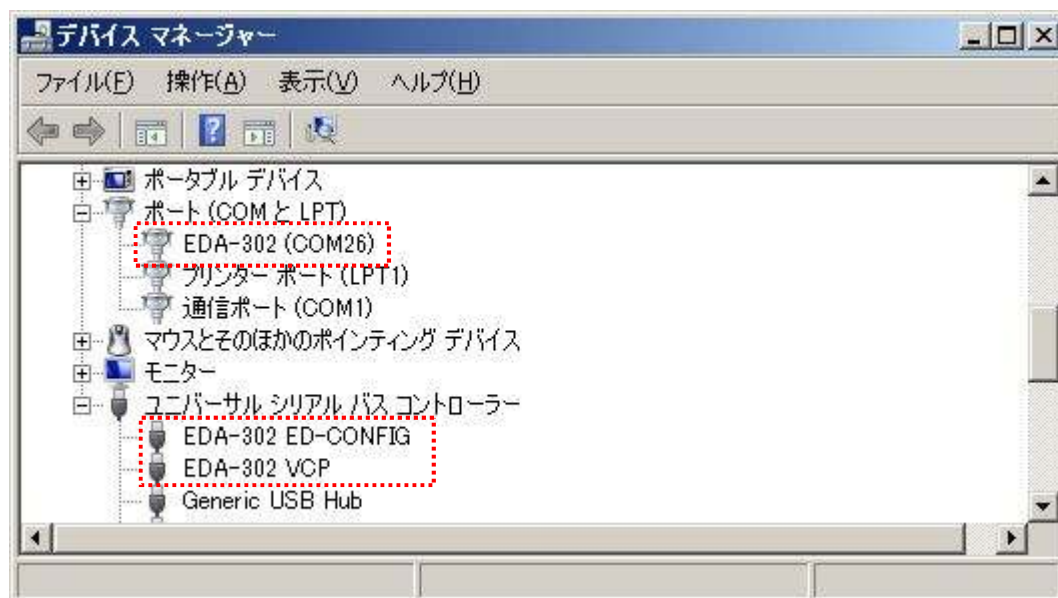 デバイス マネージャー
ファイル(F) 操作(A) 表示(V) ヘルプ(H)
ポータブル デバイス
ポート (COM と LPT)
EDA-302 (COM26)
プリンター ポート (LPT1)
通信ポート (COM1)
マウスとそのほかのポインティング デバイス
モニター
ユニバーサル シリアル バス コントローラー
EDA-302 ED-CONFIG
EDA-302 VCP
Generic USB Hub